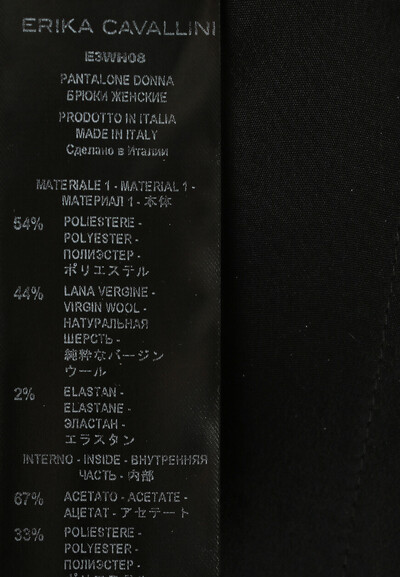 ERIKA CAVALLINI
E3WH08
PANTALONE DONNA
БРЮКИ ЖЕНСКИЕ
PRODOTTO IN ITALIA
MADE IN ITALY
Сделано в Италии
MATERIALE 1 - MATERIAL 1 -
МАТЕРИАЛ 1 - 本体
54% POLIESTERE -
POLYESTER -
ПОЛИЭСТЕР -
ポリエステル
44% LANA VERGINE -
VIRGIN WOOL -
НАТУРАЛЬНАЯ
ШЕРСТЬ -
純粋なバージン
ウール
2% ELASTAN -
ELASTANE -
ЭЛАСТАН -
エラスタン
INTERNO - INSIDE - ВНУТРЕННЯЯ
ЧАСТЬ - 内部
67% ACETATO - ACETATE -
АЦЕТАТ - アセテート
33% POLIESTERE -
POLYESTER -
ПОЛИЭСТЕР -